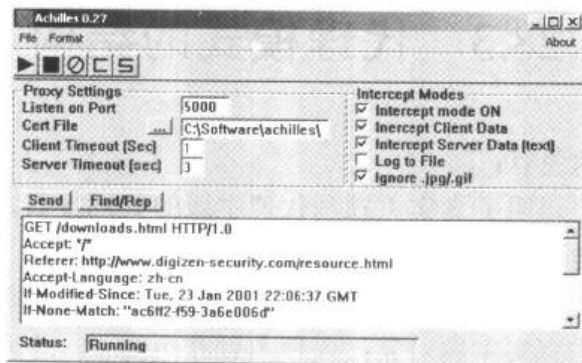 Achilles 0.27
File Format About
Proxy Settings
Listen on Port 5000
Cert File ... C:\Software\achilles\
Client Timeout (Sec) 1
Server Timeout (sec) 3
Intercept Modes
Intercept mode ON
Inercept Client Data
Intercept Server Data (text)
Log to File
Ignore .jpg/.gif
Send Find/Rep
GET /downloads.html HTTP/1.0
Accept: */*
Referer: http://www.digizen-security.com/resource.html
Accept-Language: zh-cn
If-Modified-Since: Tue, 23 Jan 2001 22:06:37 GMT
If-None-Match: "ac6ff2-f59-3a6e006d"
Status: Running